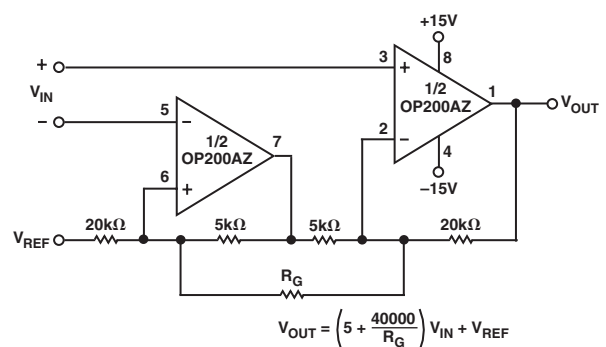 +15V
+
3
8
+
1
V_IN
1/2
OP200AZ
V_OUT
–
5
–
7
2
–
4
1/2
OP200AZ
–15V
6
+
V_REF
20kΩ
5kΩ
5kΩ
20kΩ
R_G
V_OUT = (5 + 40000/R_G) V_IN + V_REF